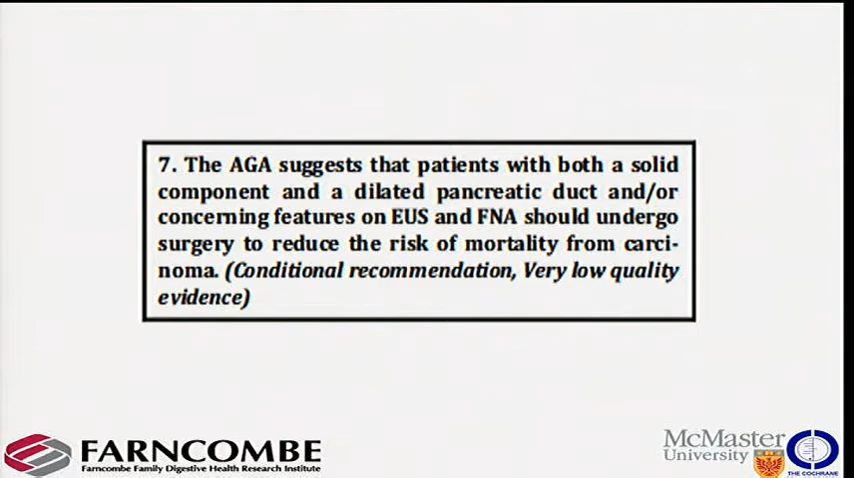 7. The AGA suggests that patients with both a solid
component and a dilated pancreatic duct and/or
concerning features on EUS and FNA should undergo
surgery to reduce the risk of mortality from carci-
noma. (Conditional recommendation, Very low quality
evidence)
FARNCOMBE
Farncombe Family Digestive Health Research Institute
McMaster
University
THE COCHRANE